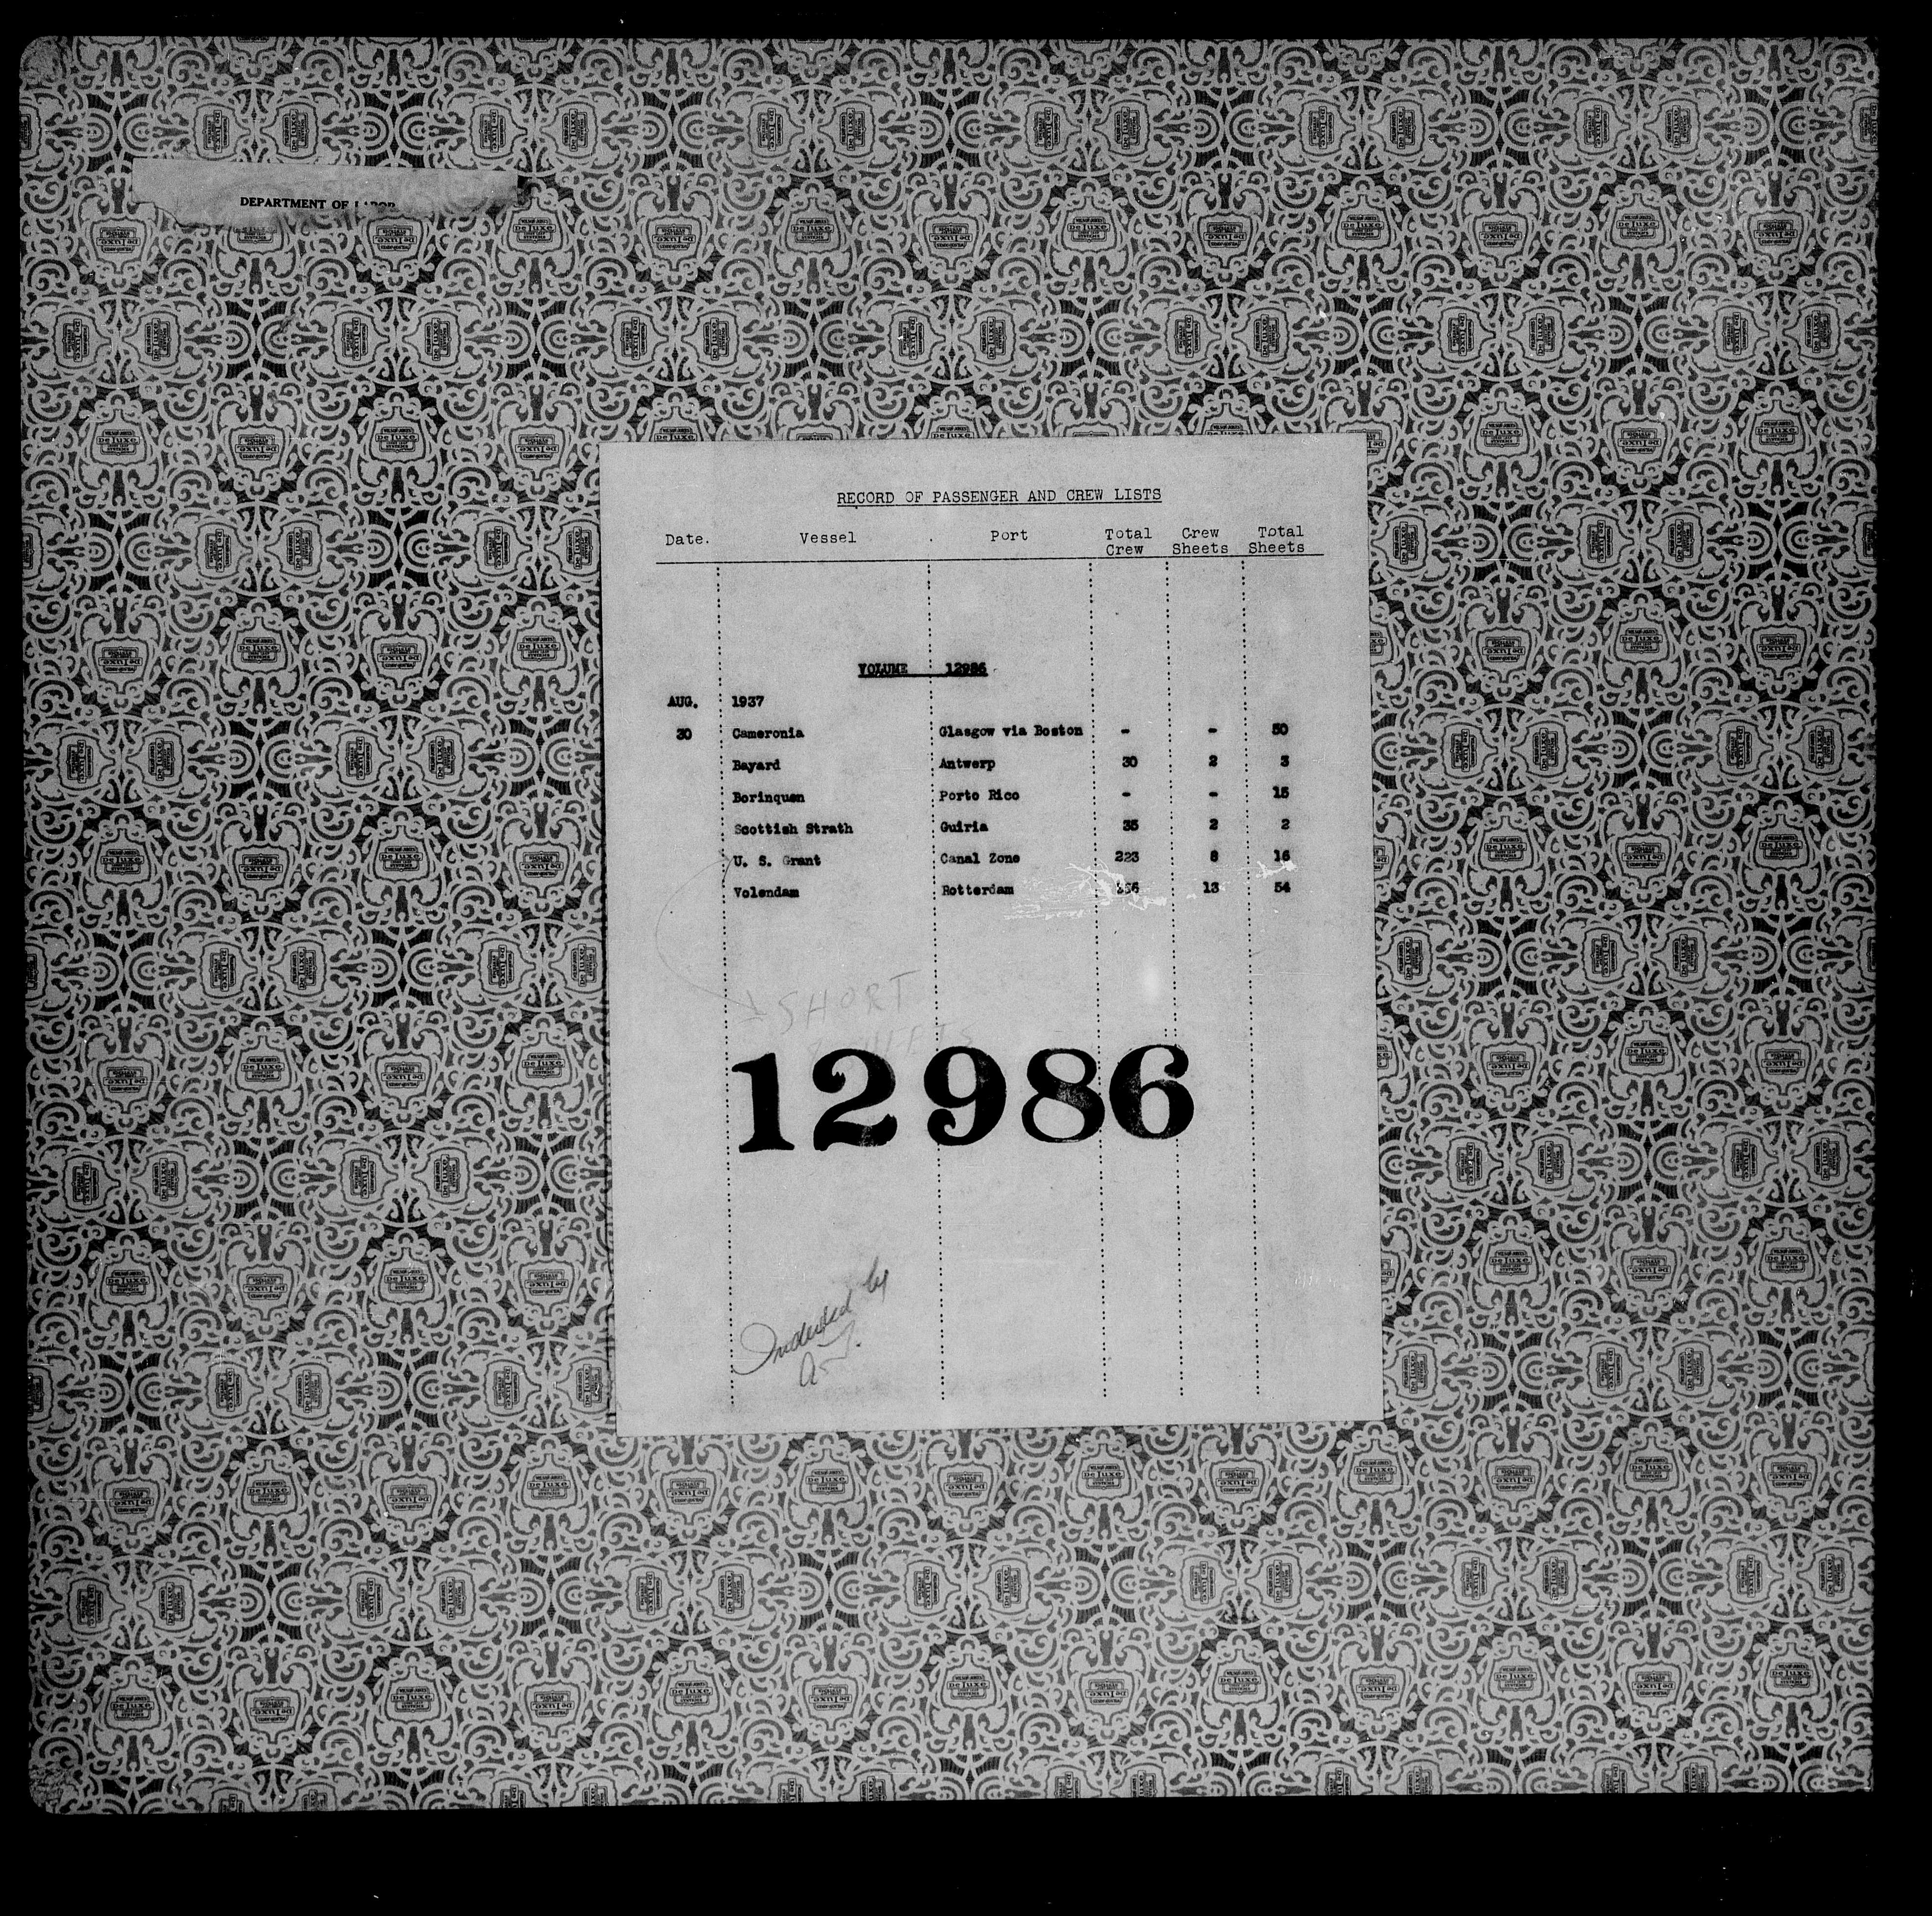 DEPARTMENT OF LABOR
RECORD OF PASSENGER AND CREW LISTS
Date. Vessel Port Total Crew Crew Sheets Total Sheets
VOLUME 12986
AUG. 1937
30 Cameronia Glasgow via Boston - - 50
Bayard Antwerp 30 2 3
Borinquen Porto Rico - - 15
Scottish Strath Guiria 35 2 2
U. S. Grant Canal Zone 223 8 16
Volendam Rotterdam 13 54
SHORT
SHEETS
12986
Indexed by